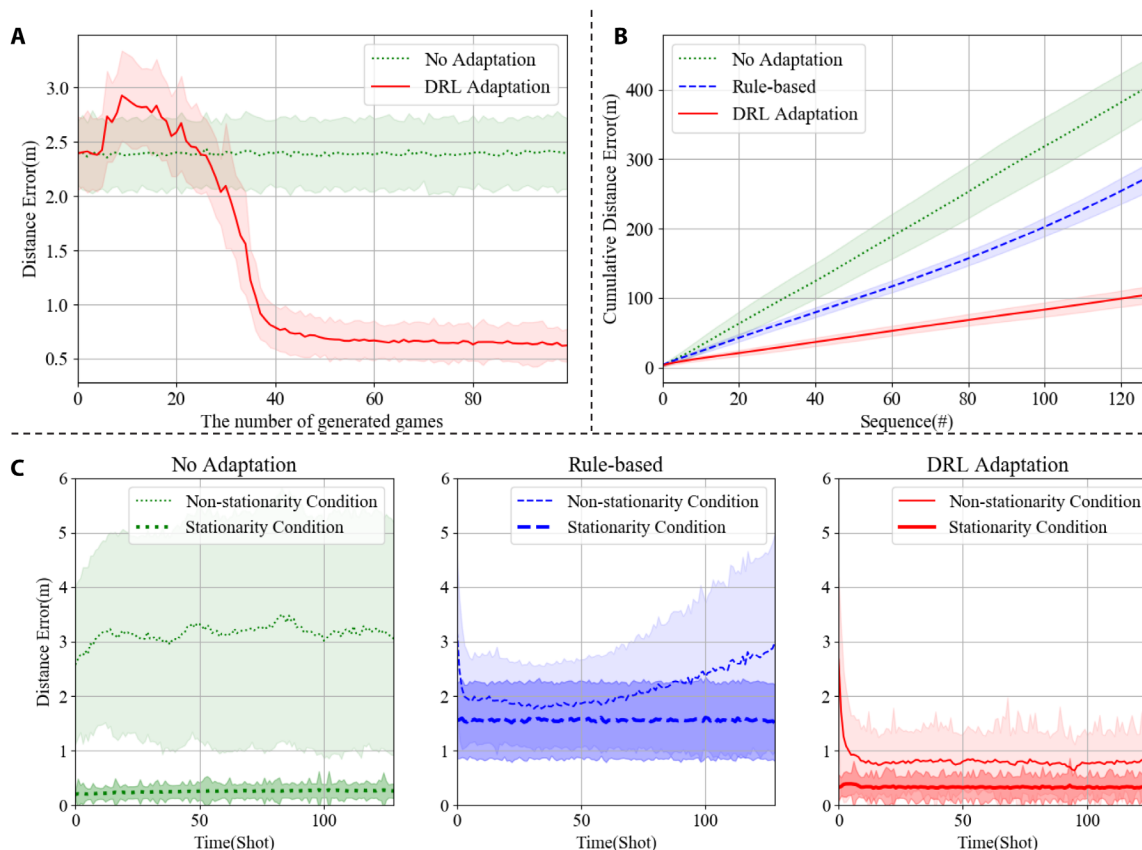 A
No Adaptation
DRL Adaptation
Distance Error(m)
3.0
2.5
2.0
1.5
1.0
0.5
0 20 40 60 80
The number of generated games
B
No Adaptation
Rule-based
DRL Adaptation
Cumulative Distance Error(m)
400
300
200
100
0
0 20 40 60 80 100 120
Sequence(#)
C
No Adaptation
Non-stationarity Condition
Stationarity Condition
Distance Error(m)
6
5
4
3
2
1
0
0 50 100
Time(Shot)
Rule-based
Non-stationarity Condition
Stationarity Condition
6
5
4
3
2
1
0
0 50 100
Time(Shot)
DRL Adaptation
Non-stationarity Condition
Stationarity Condition
6
5
4
3
2
1
0
0 50 100
Time(Shot)